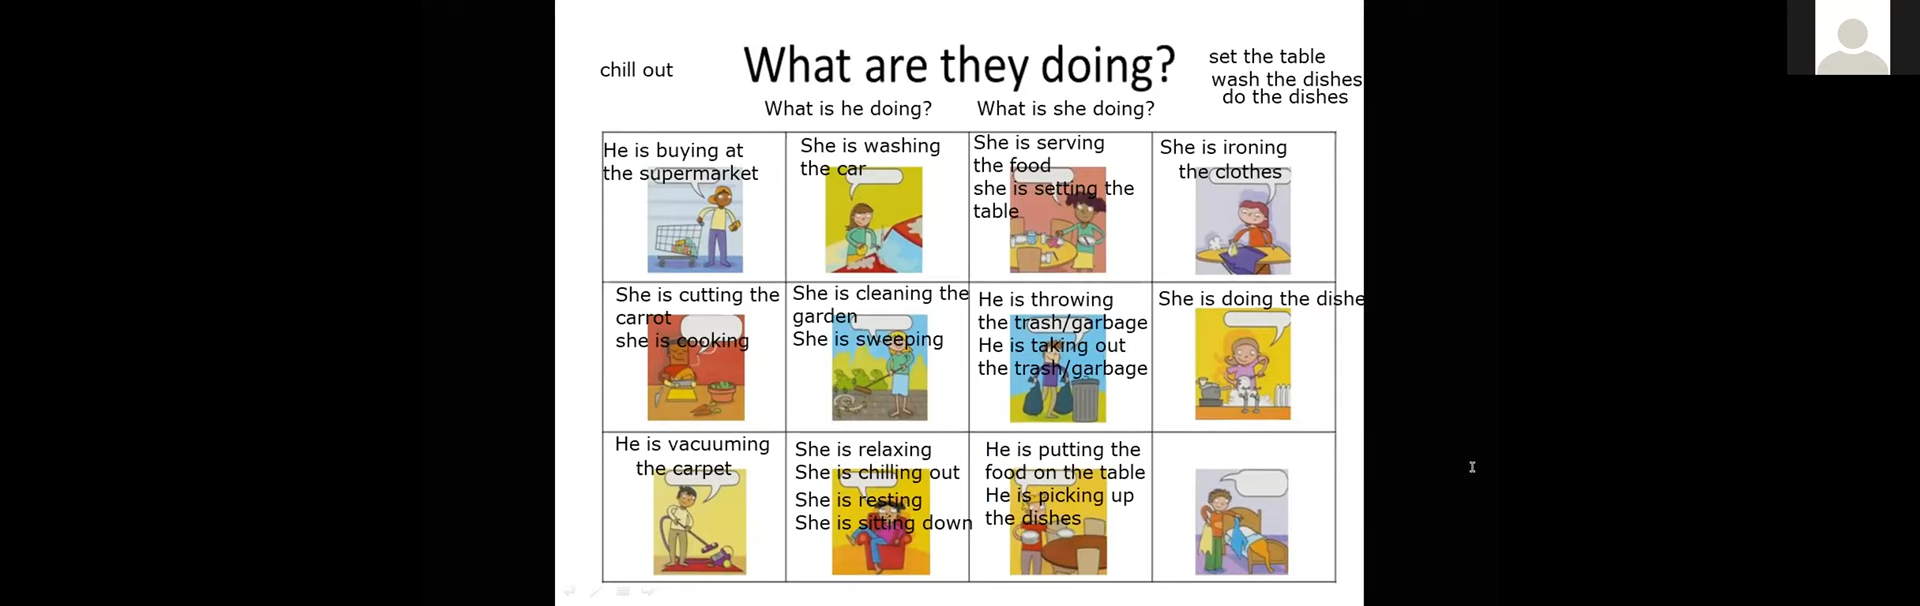 chill out
What are they doing?
set the table
wash the dishes
do the dishes
What is he doing?
What is she doing?
He is buying at
the supermarket
She is washing
the car
She is serving
the food
she is setting the
table
She is ironing
the clothes
She is cutting the
carrot
she is cooking
She is cleaning the
garden
She is sweeping
He is throwing
the trash/garbage
He is taking out
the trash/garbage
She is doing the dishe
He is vacuuming
the carpet
She is relaxing
She is chilling out
She is resting
She is sitting down
He is putting the
food on the table
He is picking up
the dishes